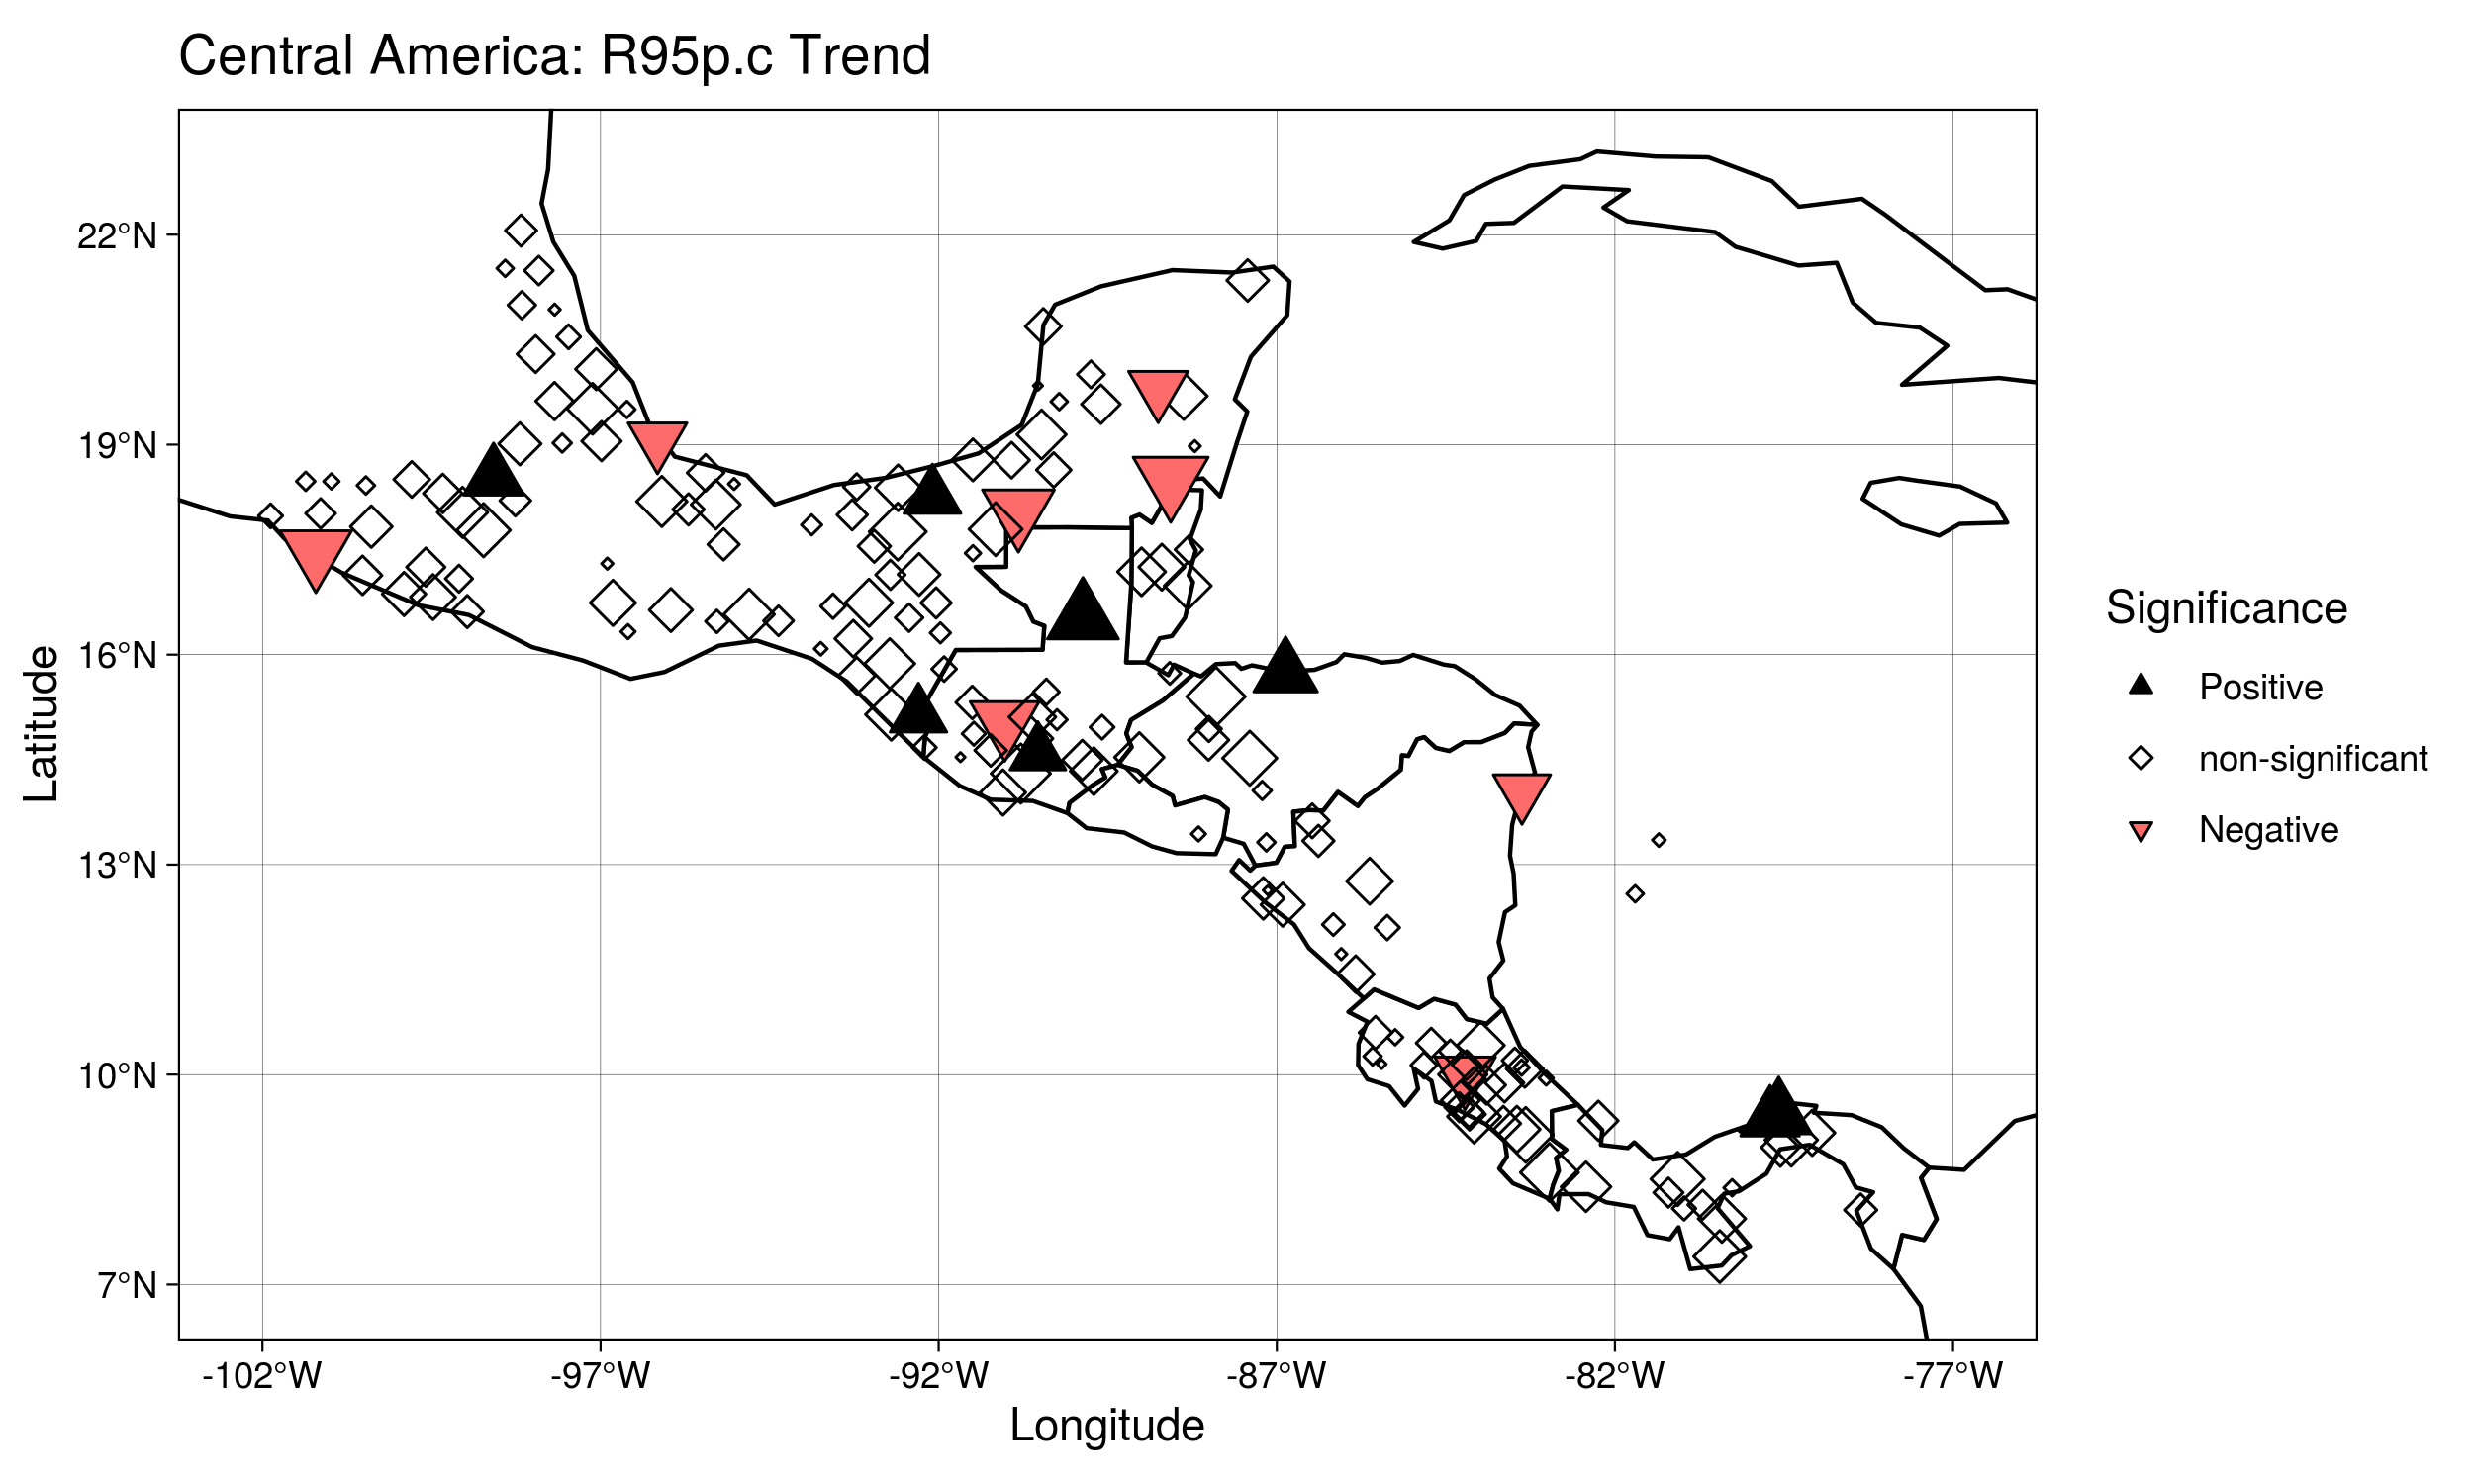 Central America: R95p.c Trend
22°N
19°N
16°N
13°N
10°N
7°N
Latitude
-102°W
-97°W
-92°W
-87°W
-82°W
-77°W
Longitude
Significance
Positive
non-significant
Negative